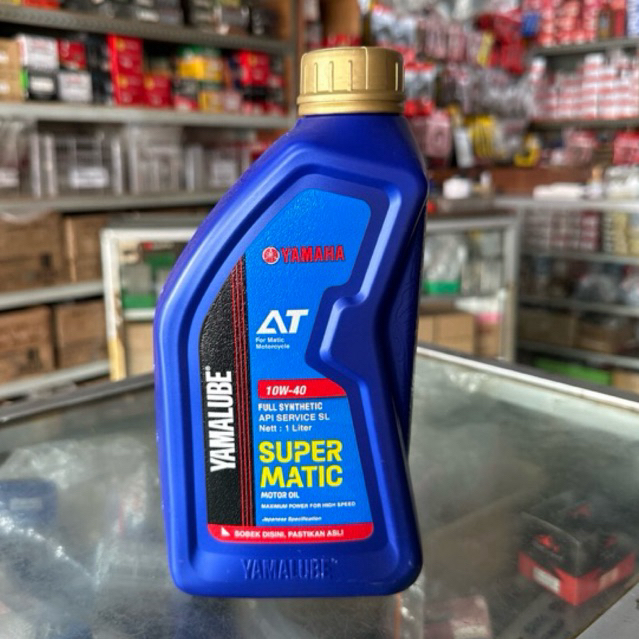 YAMAHA
AT
For Matic
Motorcycle
YAMALUBE®
10W-40
FULL SYNTHETIC
API SERVICE SL
Nett : 1 Liter
SUPER
MATIC
MOTOR OIL
MAXIMUM POWER FOR HIGH SPEED
Japanese Specification
SOBEK DISINI, PASTIKAN ASLI
YAMALUBE